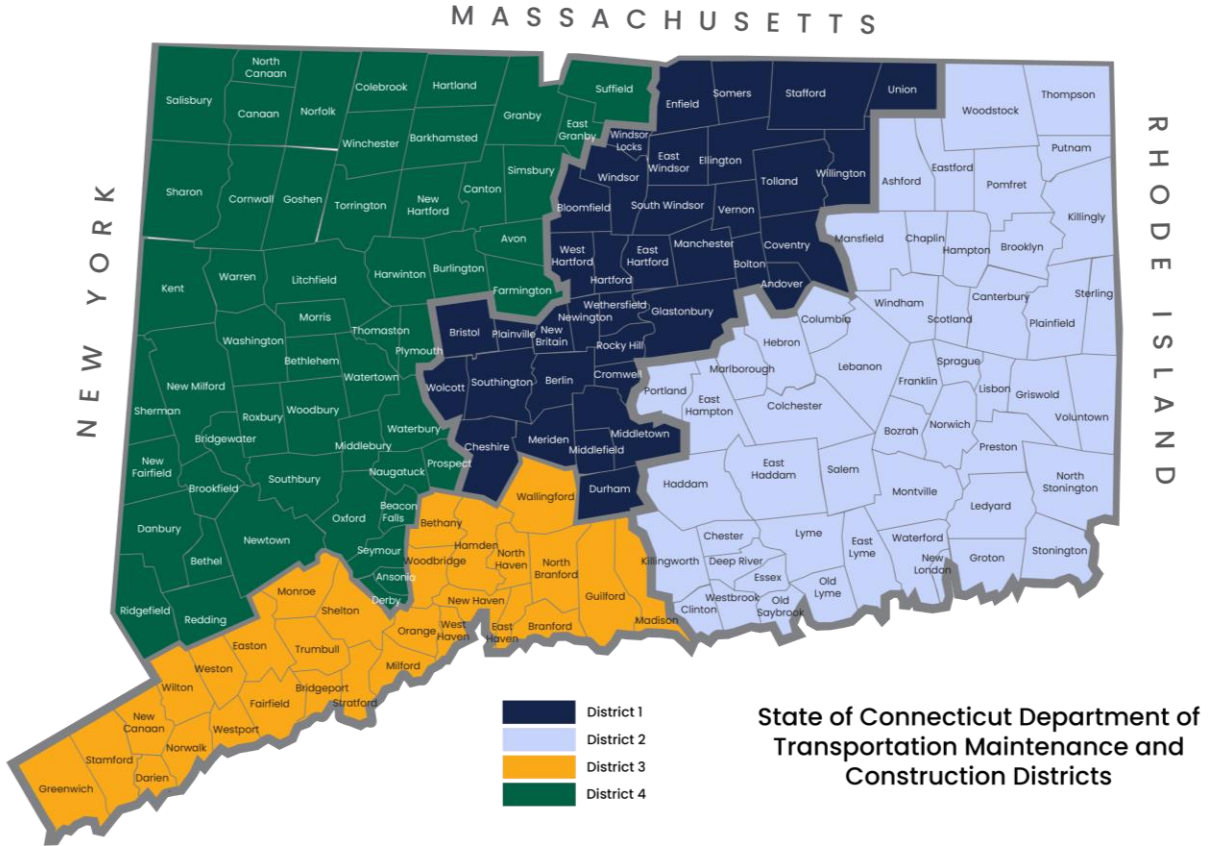 MASSACHUSETTS
NEW YORK
RHODE ISLAND
North
Canaan
Salisbury
Canaan
Norfolk
Colebrook
Hartland
Granby
Suffield
East
Granby
Winchester
Barkhamsted
Simsbury
Sharon
Cornwall
Goshen
Torrington
New
Hartford
Canton
Avon
Kent
Warren
Litchfield
Harwinton
Burlington
Farmington
Morris
Washington
Bethlehem
Thomaston
Plymouth
Watertown
New Milford
Sherman
Roxbury
Woodbury
Bridgewater
Middlebury
Waterbury
Naugatuck
Prospect
New
Fairfield
Brookfield
Southbury
Oxford
Beacon
Falls
Danbury
Bethel
Newtown
Seymour
Ansonia
Derby
Ridgefield
Redding
Enfield
Somers
Stafford
Union
Windsor
Locks
Windsor
East
Windsor
Ellington
Tolland
Willington
Bloomfield
South Windsor
Vernon
West
Hartford
Hartford
East
Hartford
Manchester
Bolton
Coventry
Andover
Wethersfield
Newington
Glastonbury
Bristol
Plainville
New
Britain
Rocky Hill
Wolcott
Southington
Berlin
Cromwell
Cheshire
Meriden
Middletown
Middlefield
Durham
Woodstock
Thompson
Putnam
Ashford
Eastford
Pomfret
Killingly
Mansfield
Chaplin
Hampton
Brooklyn
Windham
Scotland
Canterbury
Plainfield
Sterling
Columbia
Hebron
Marlborough
Lebanon
Franklin
Sprague
Lisbon
Griswold
Voluntown
Portland
East
Hampton
Colchester
Bozrah
Norwich
Preston
Haddam
East
Haddam
Salem
Montville
Ledyard
North
Stonington
Killingworth
Chester
Deep River
Essex
Lyme
East
Lyme
Waterford
New
London
Groton
Stonington
Clinton
Westbrook
Old
Saybrook
Old
Lyme
Wallingford
Bethany
Hamden
Woodbridge
North
Haven
North
Branford
Guilford
Madison
New Haven
East
Haven
Branford
West
Haven
Orange
Milford
Monroe
Shelton
Easton
Trumbull
Weston
Wilton
Bridgeport
Fairfield
Stratford
New
Canaan
Westport
Norwalk
Stamford
Darien
Greenwich
District 1
District 2
District 3
District 4
State of Connecticut Department of
Transportation Maintenance and
Construction Districts